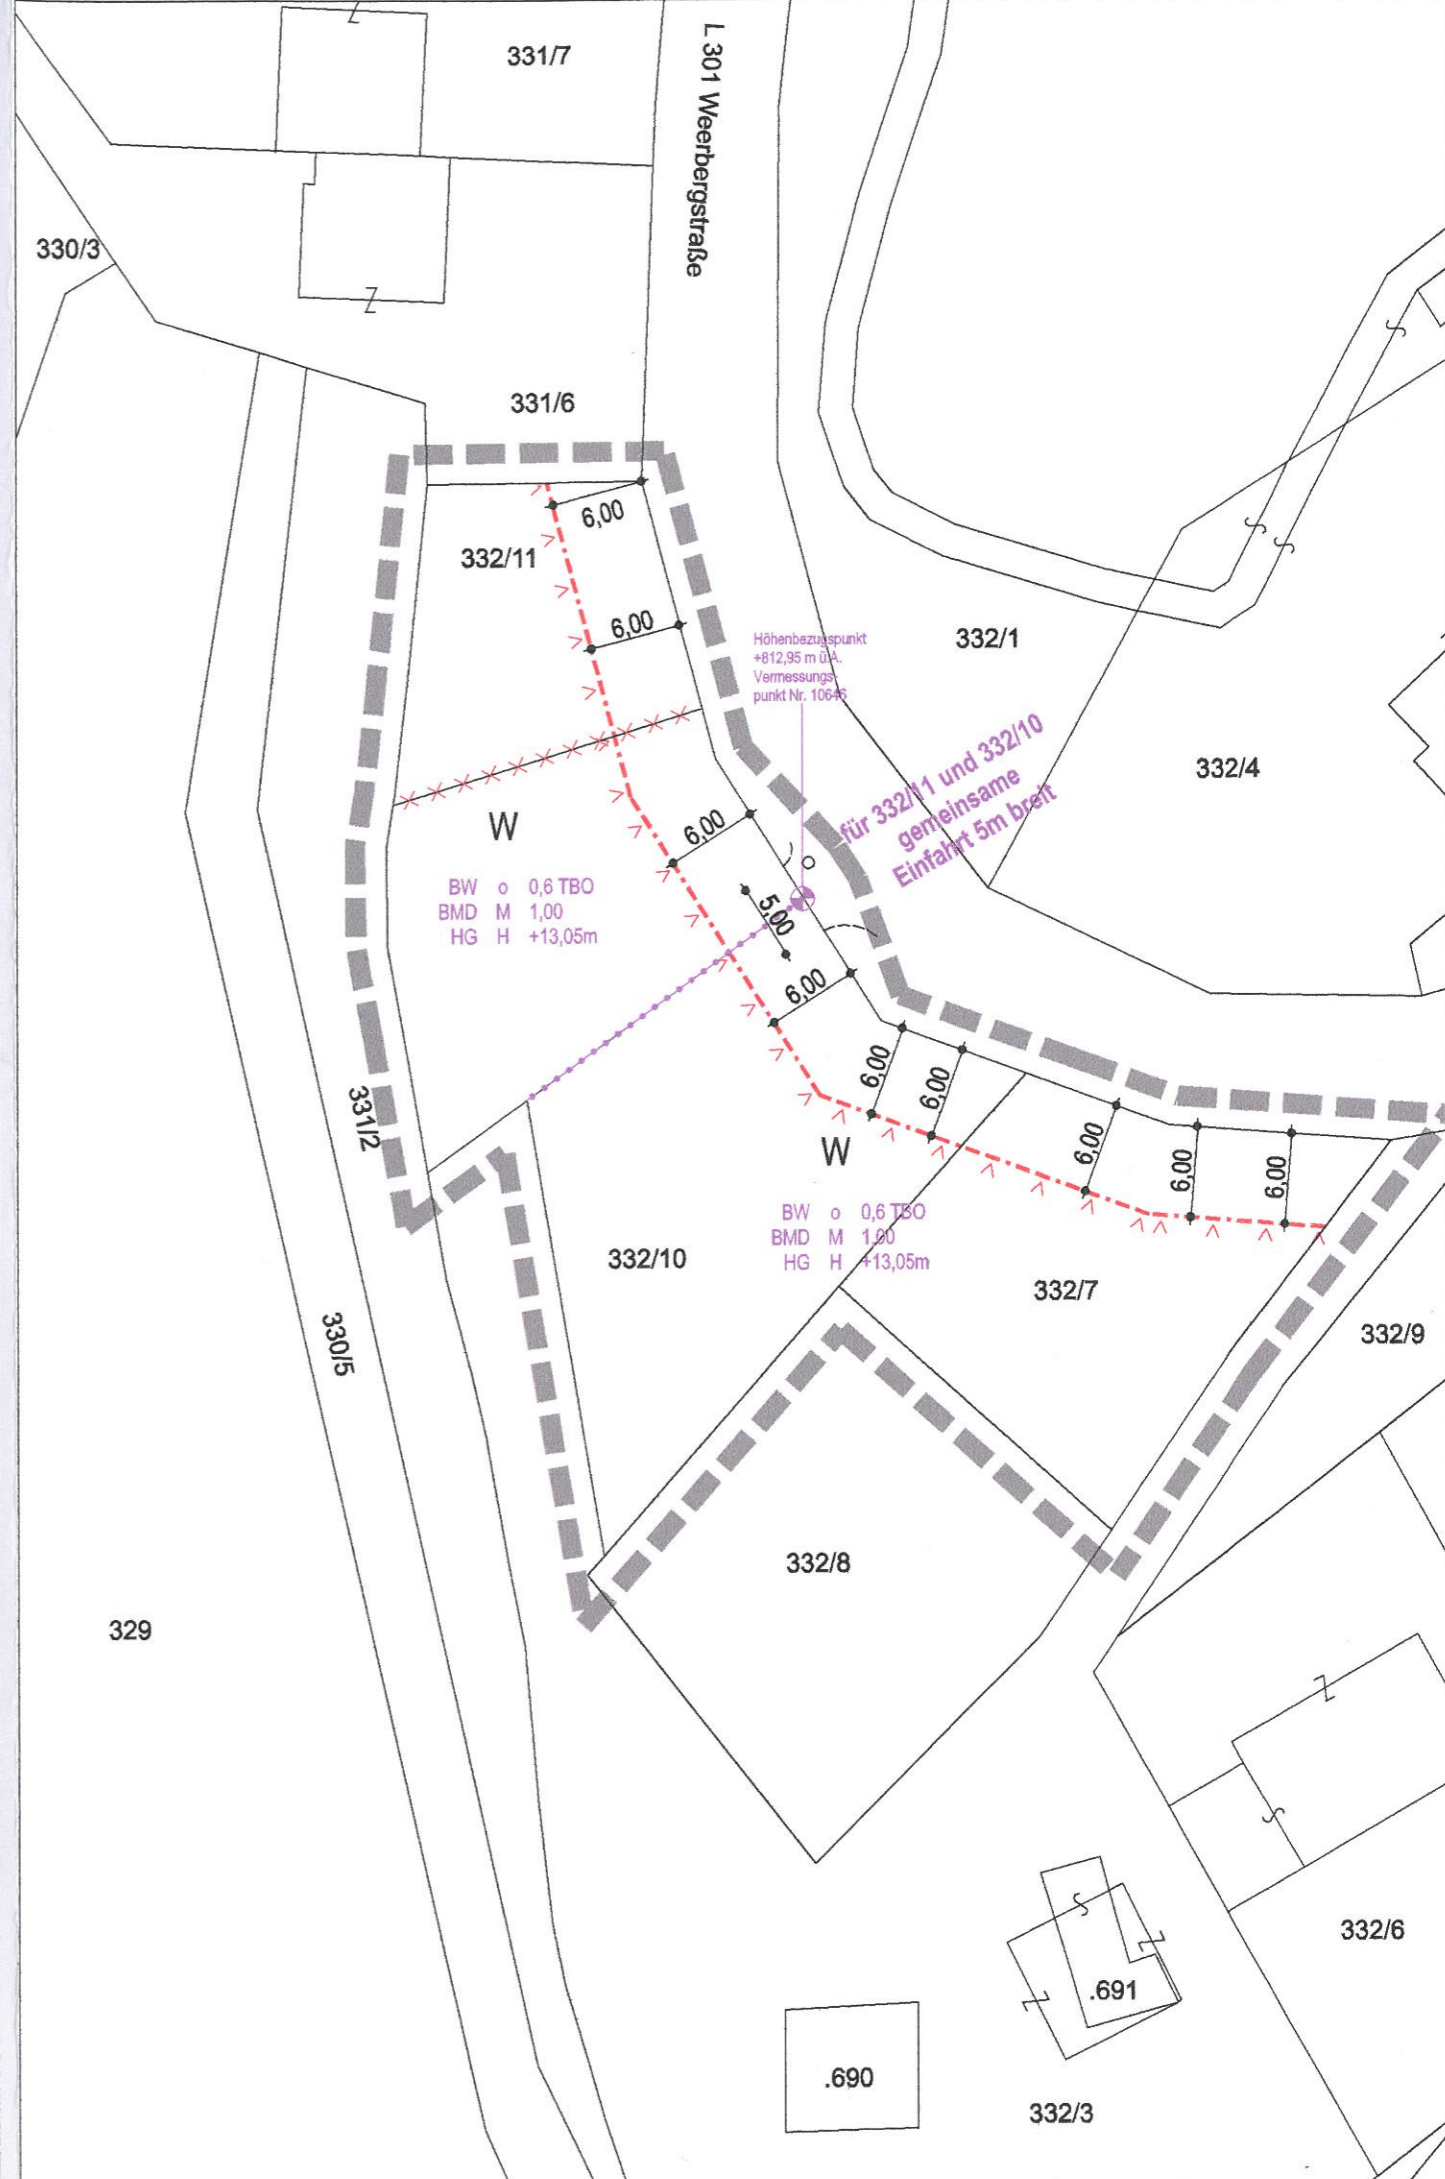 331/7
L 301 Weerbergstraße
330/3
331/6
6,00
332/11
6,00
Höhenbezugspunkt
+812,95 m ü.A.
Vermessungs-
punkt Nr. 10646
332/1
für 332/11 und 332/10
gemeinsame
Einfahrt 5m breit
332/4
W
6,00
BW o 0,6 TBO
BMD M 1,00
HG H +13,05m
5,00
6,00
6,00
6,00
331/2
W
6,00
6,00
6,00
BW o 0,6 TBO
BMD M 1,00
HG H +13,05m
332/10
332/7
330/5
332/9
332/8
329
332/6
.691
.690
332/3